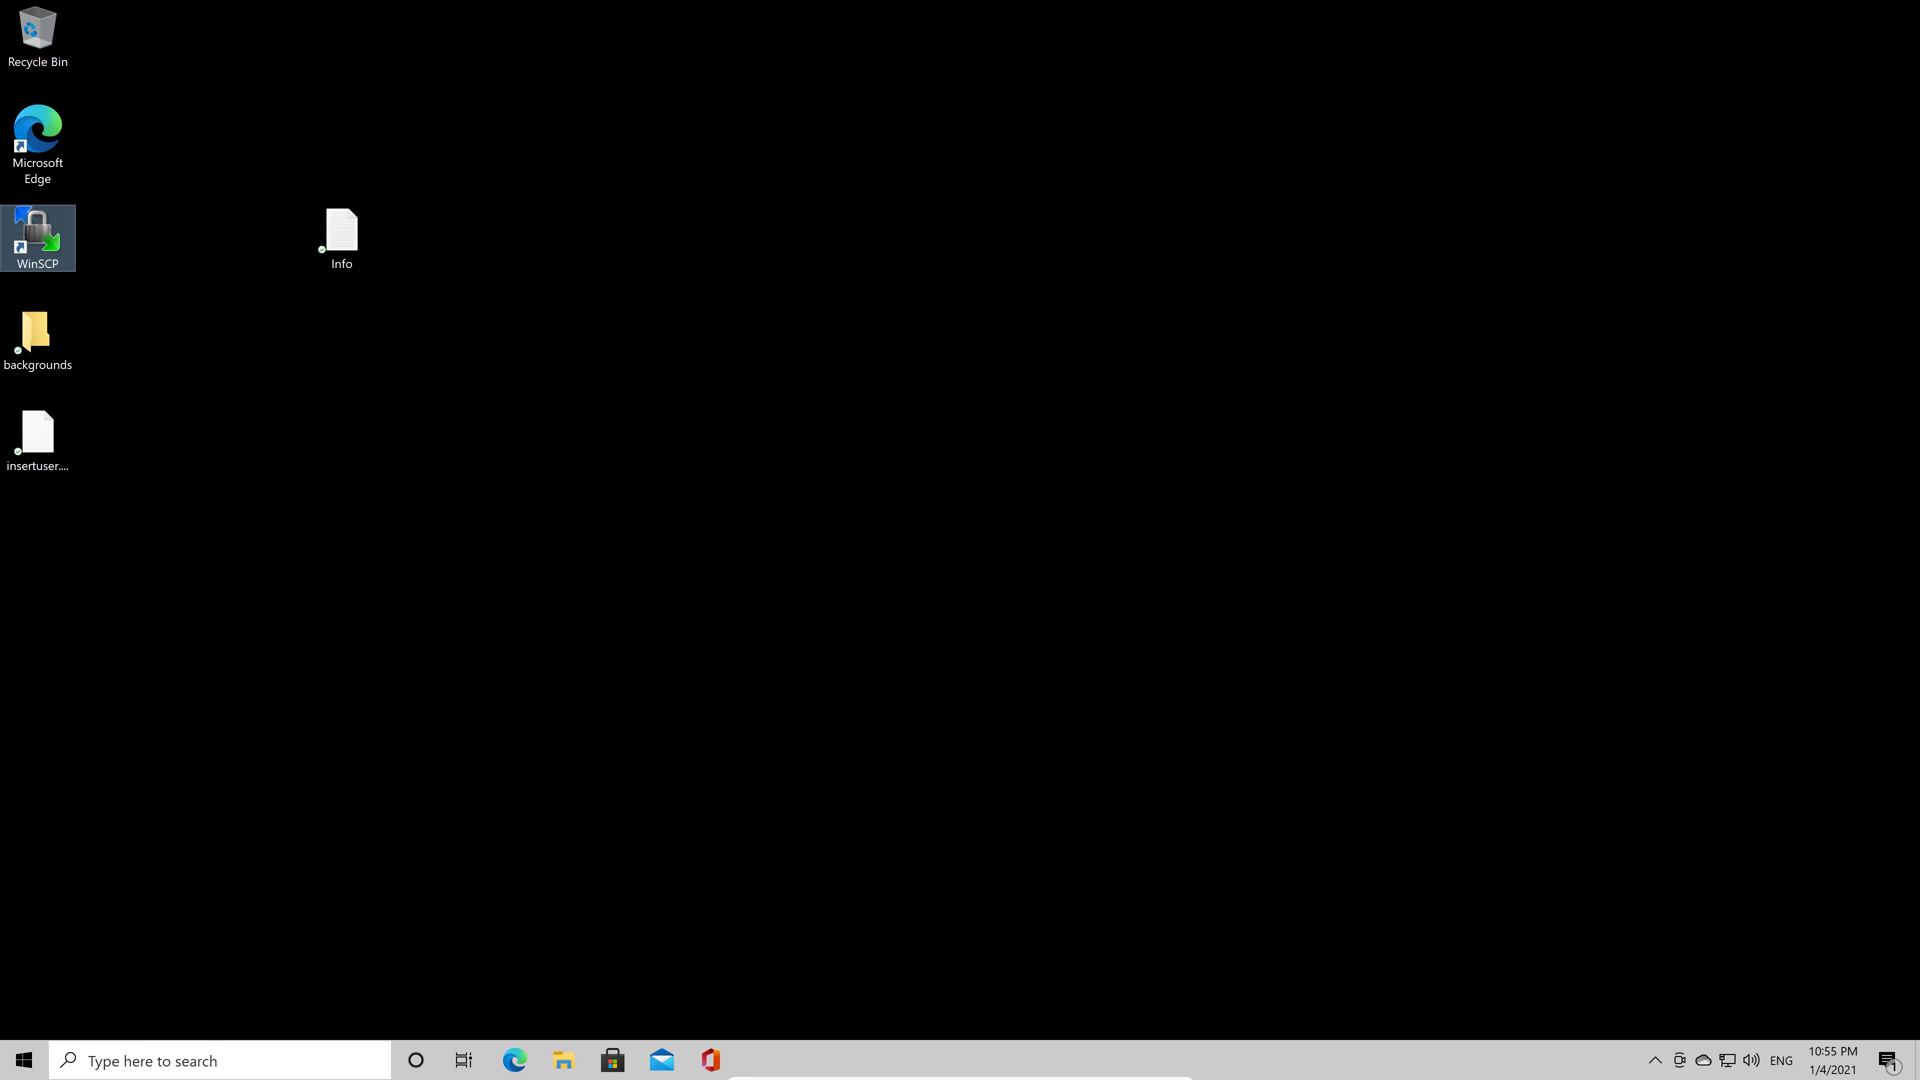 Recycle Bin
Microsoft
Edge
WinSCP
Info
backgrounds
insertuser....
Type here to search
ENG
10:55 PM
1/4/2021
1